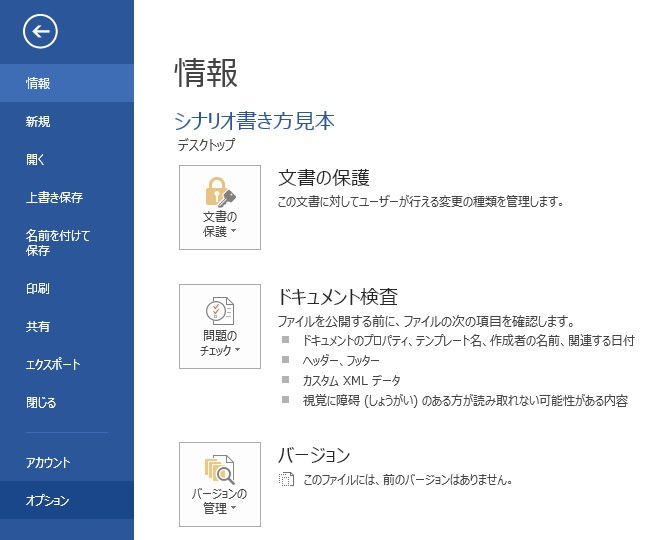 情報
新規
開く
上書き保存
名前を付けて
保存
印刷
共有
エクスポート
閉じる
アカウント
オプション
情報
シナリオ書き方見本
デスクトップ
文書の
保護
文書の保護
この文書に対してユーザーが行える変更の種類を管理します。
問題の
チェック
ドキュメント検査
ファイルを公開する前に、ファイルの次の項目を確認します。
ドキュメントのプロパティ、テンプレート名、作成者の名前、関連する日付
ヘッダー、フッター
カスタム XML データ
視覚に障碍 (しょうがい) のある方が読み取れない可能性がある内容
バージョンの
管理
バージョン
このファイルには、前のバージョンはありません。